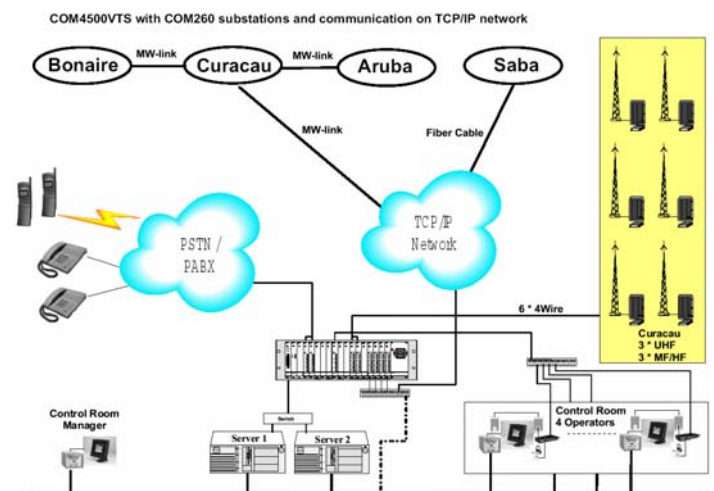 COM4500VTS with COM260 substations and communication on TCP/IP network
Bonaire
MW-link
Curacau
MW-link
Aruba
Saba
MW-link
Fiber Cable
TCP/IP
Network
PSTN /
PABX
6 * 4Wire
Curacau
3 * UHF
3 * MF/HF
Switch
Control Room
Manager
Server 1
Server 2
Control Room
4 Operators